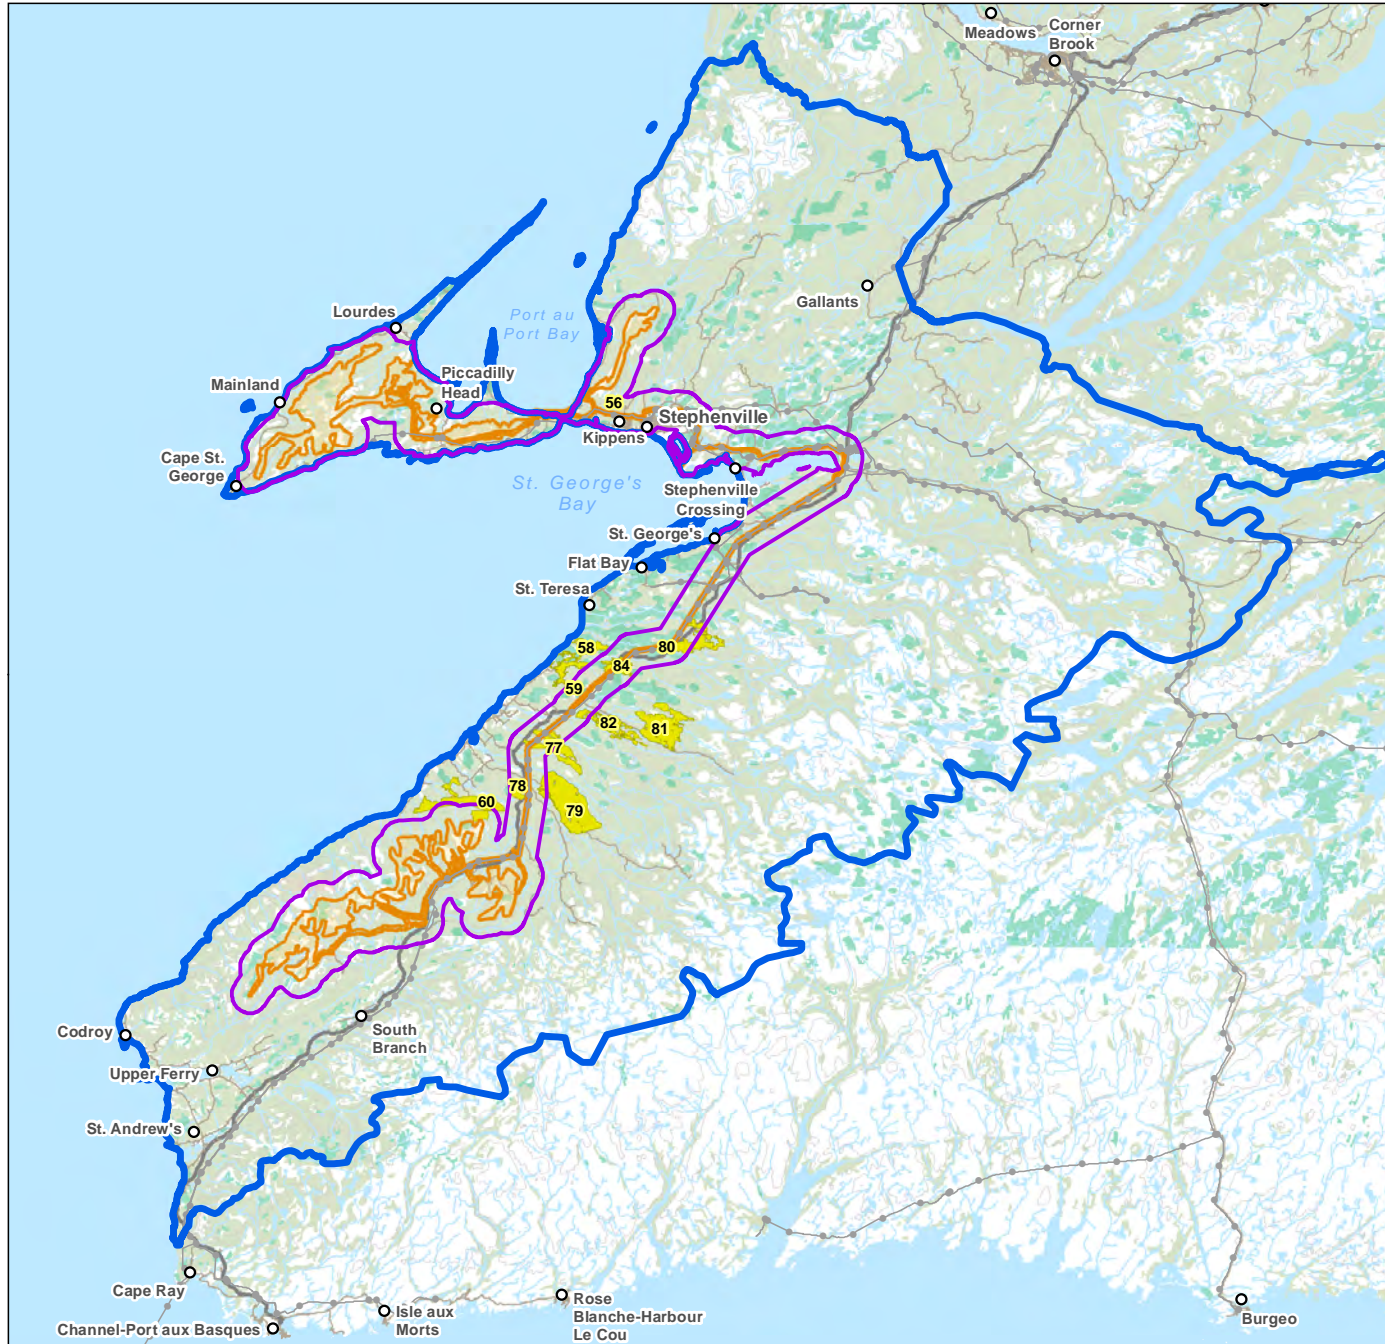 Meadows
Corner
Brook
Gallants
Lourdes
Port au
Port Bay
Mainland
Piccadilly
Head
56
Stephenville
Kippens
Cape St.
George
St. George's
Bay
Stephenville
Crossing
St. George's
Flat Bay
St. Teresa
58
80
84
59
82
81
77
78
60
79
Codroy
South
Branch
Upper Ferry
St. Andrew's
Cape Ray
Channel-Port aux Basques
Isle aux
Morts
Rose
Blanche-Harbour
Le Cou
Burgeo